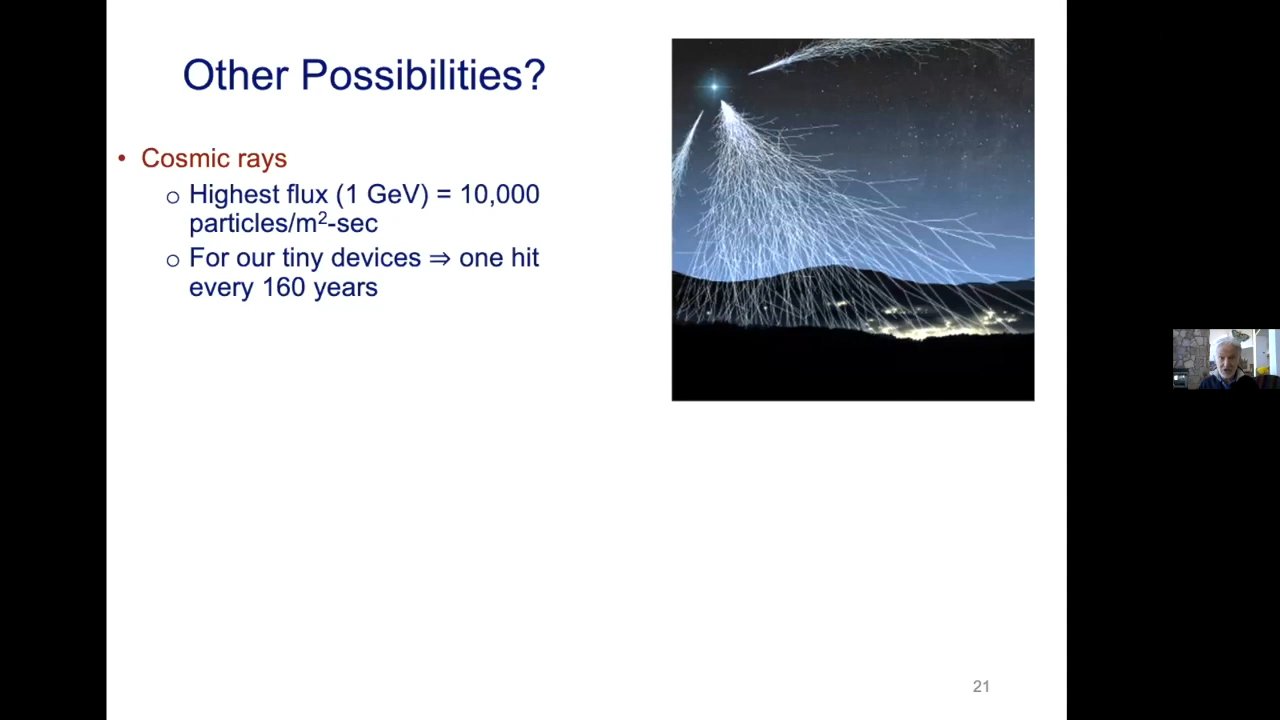 Other Possibilities?
• Cosmic rays
o Highest flux (1 GeV) = 10,000
particles/m²-sec
o For our tiny devices ⇒ one hit
every 160 years
21